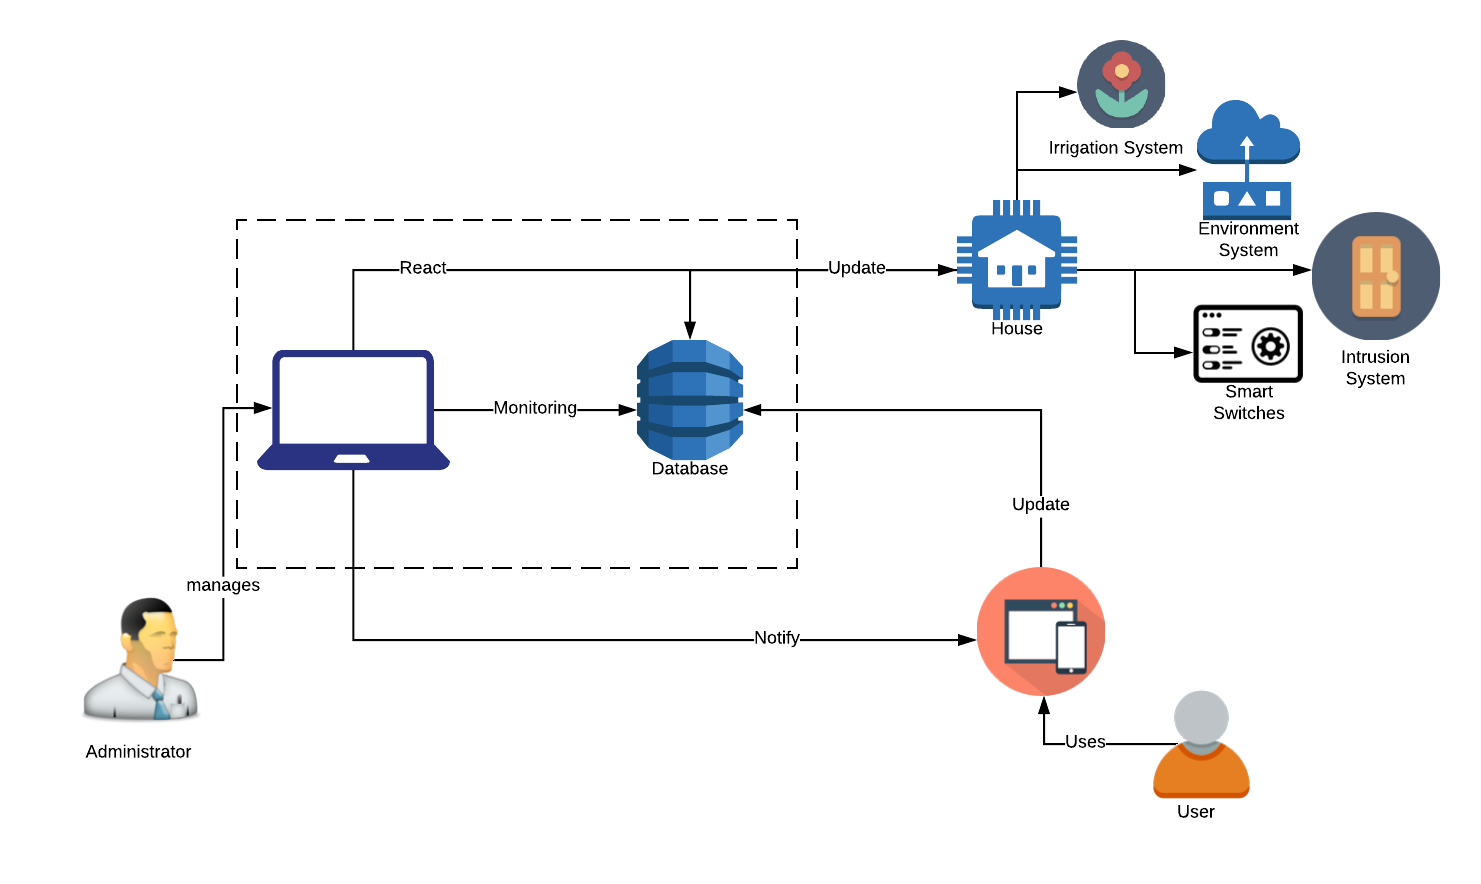 Irrigation System
Environment
System
React
Update
House
Intrusion
System
Smart
Switches
Monitoring
Database
Update
manages
Notify
Uses
Administrator
User